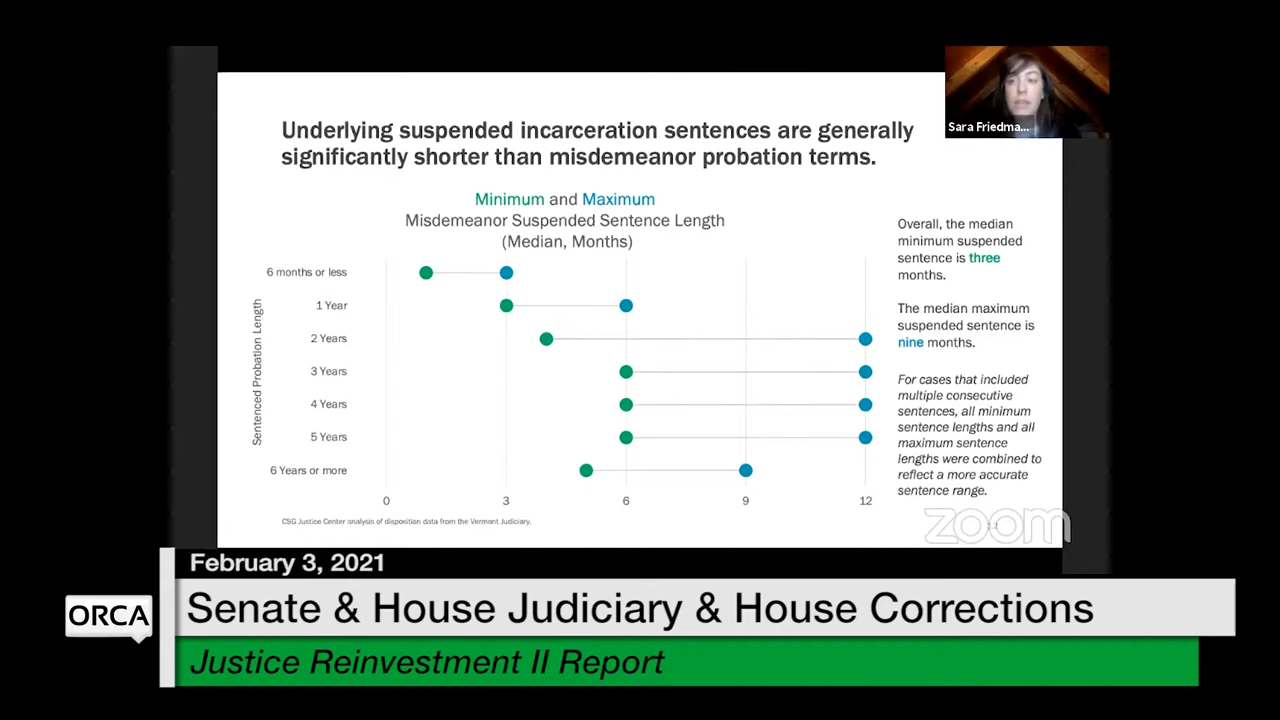 Underlying suspended incarceration sentences are generally
significantly shorter than misdemeanor probation terms.
Sara Friedma...
Minimum and Maximum
Misdemeanor Suspended Sentence Length
(Median, Months)
Sentenced Probation Length
6 months or less
1 Year
2 Years
3 Years
4 Years
5 Years
6 Years or more
0 3 6 9 12
Overall, the median
minimum suspended
sentence is three
months.
The median maximum
suspended sentence is
nine months.
For cases that included
multiple consecutive
sentences, all minimum
sentence lengths and all
maximum sentence
lengths were combined to
reflect a more accurate
sentence range.
CSG Justice Center analysis of disposition data from the Vermont Judiciary.
zoom
February 3, 2021
ORCA
Senate & House Judiciary & House Corrections
Justice Reinvestment II Report